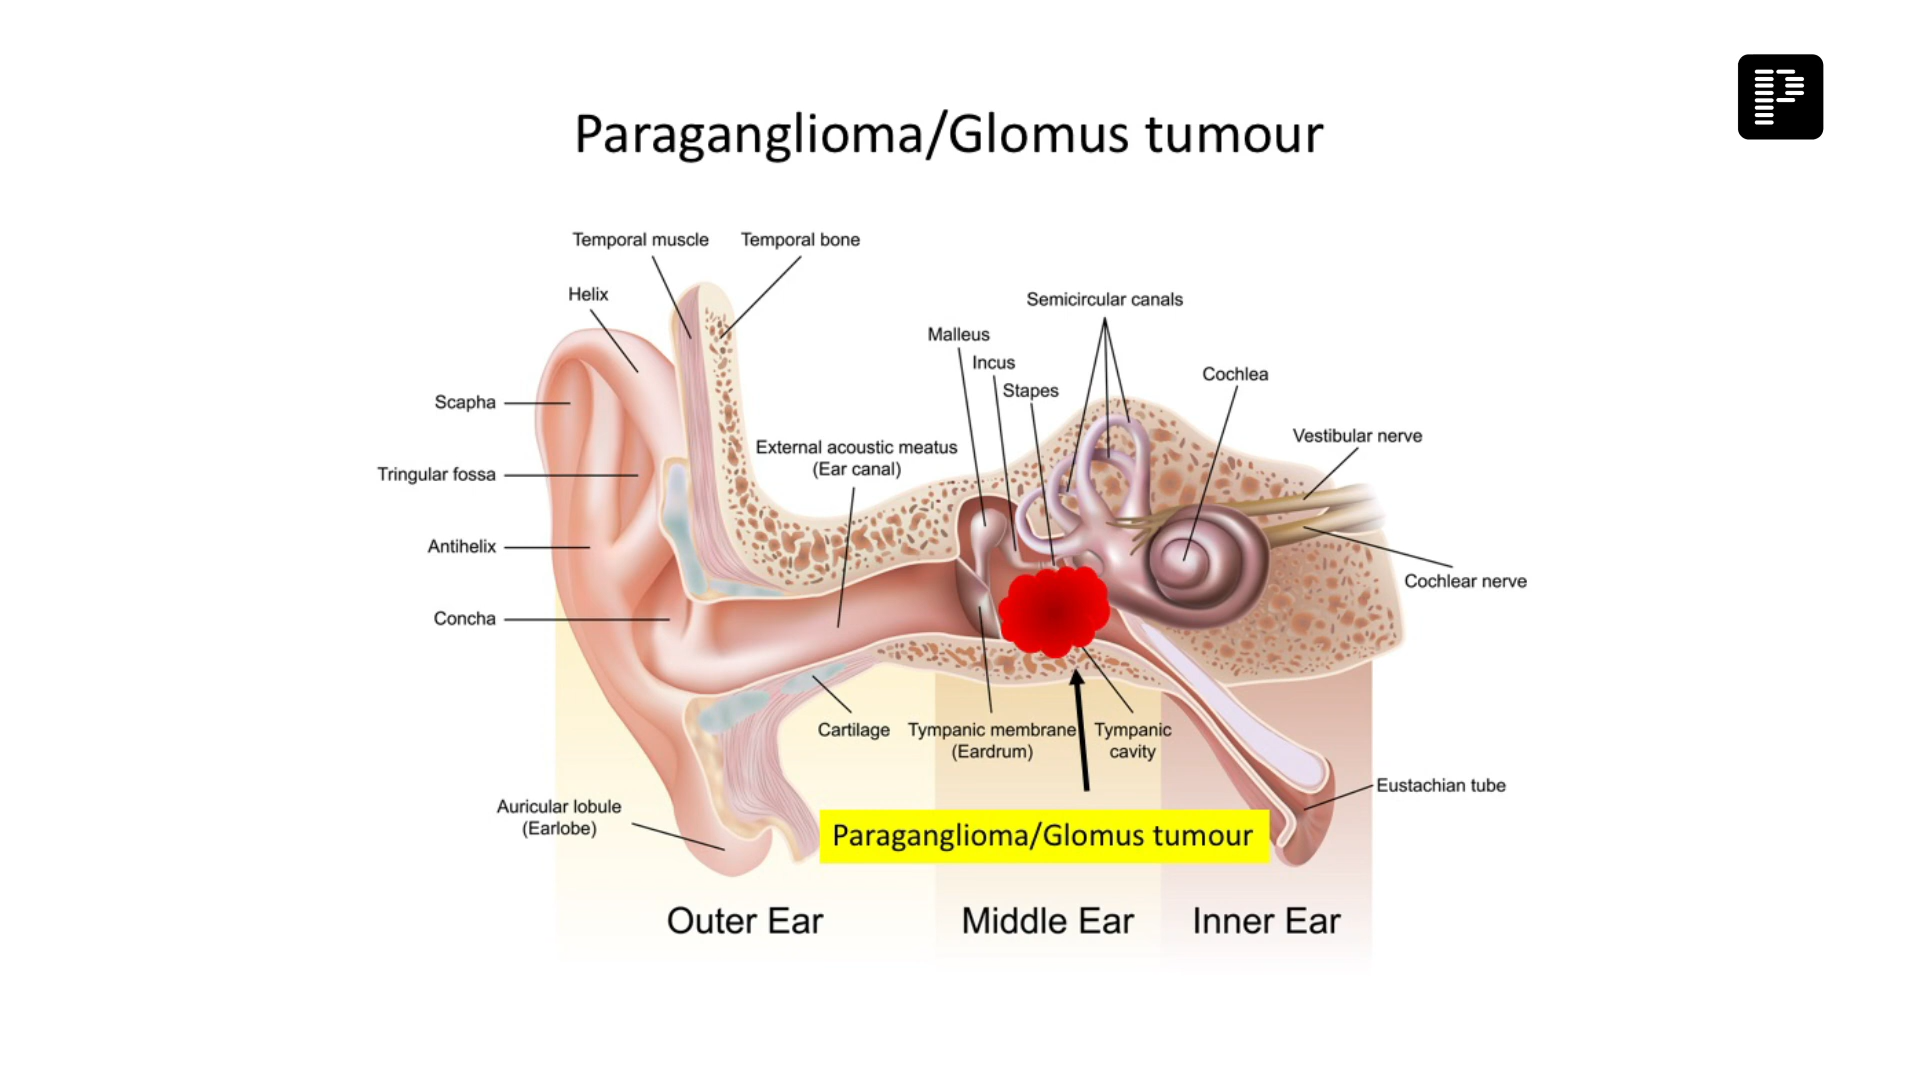 Paraganglioma/Glomus tumour
Temporal muscle
Temporal bone
Helix
Semicircular canals
Malleus
Incus
Stapes
Cochlea
Scapha
Vestibular nerve
External acoustic meatus
(Ear canal)
Tringular fossa
Antihelix
Cochlear nerve
Concha
Cartilage
Tympanic membrane
(Eardrum)
Tympanic
cavity
Eustachian tube
Auricular lobule
(Earlobe)
Paraganglioma/Glomus tumour
Outer Ear
Middle Ear
Inner Ear